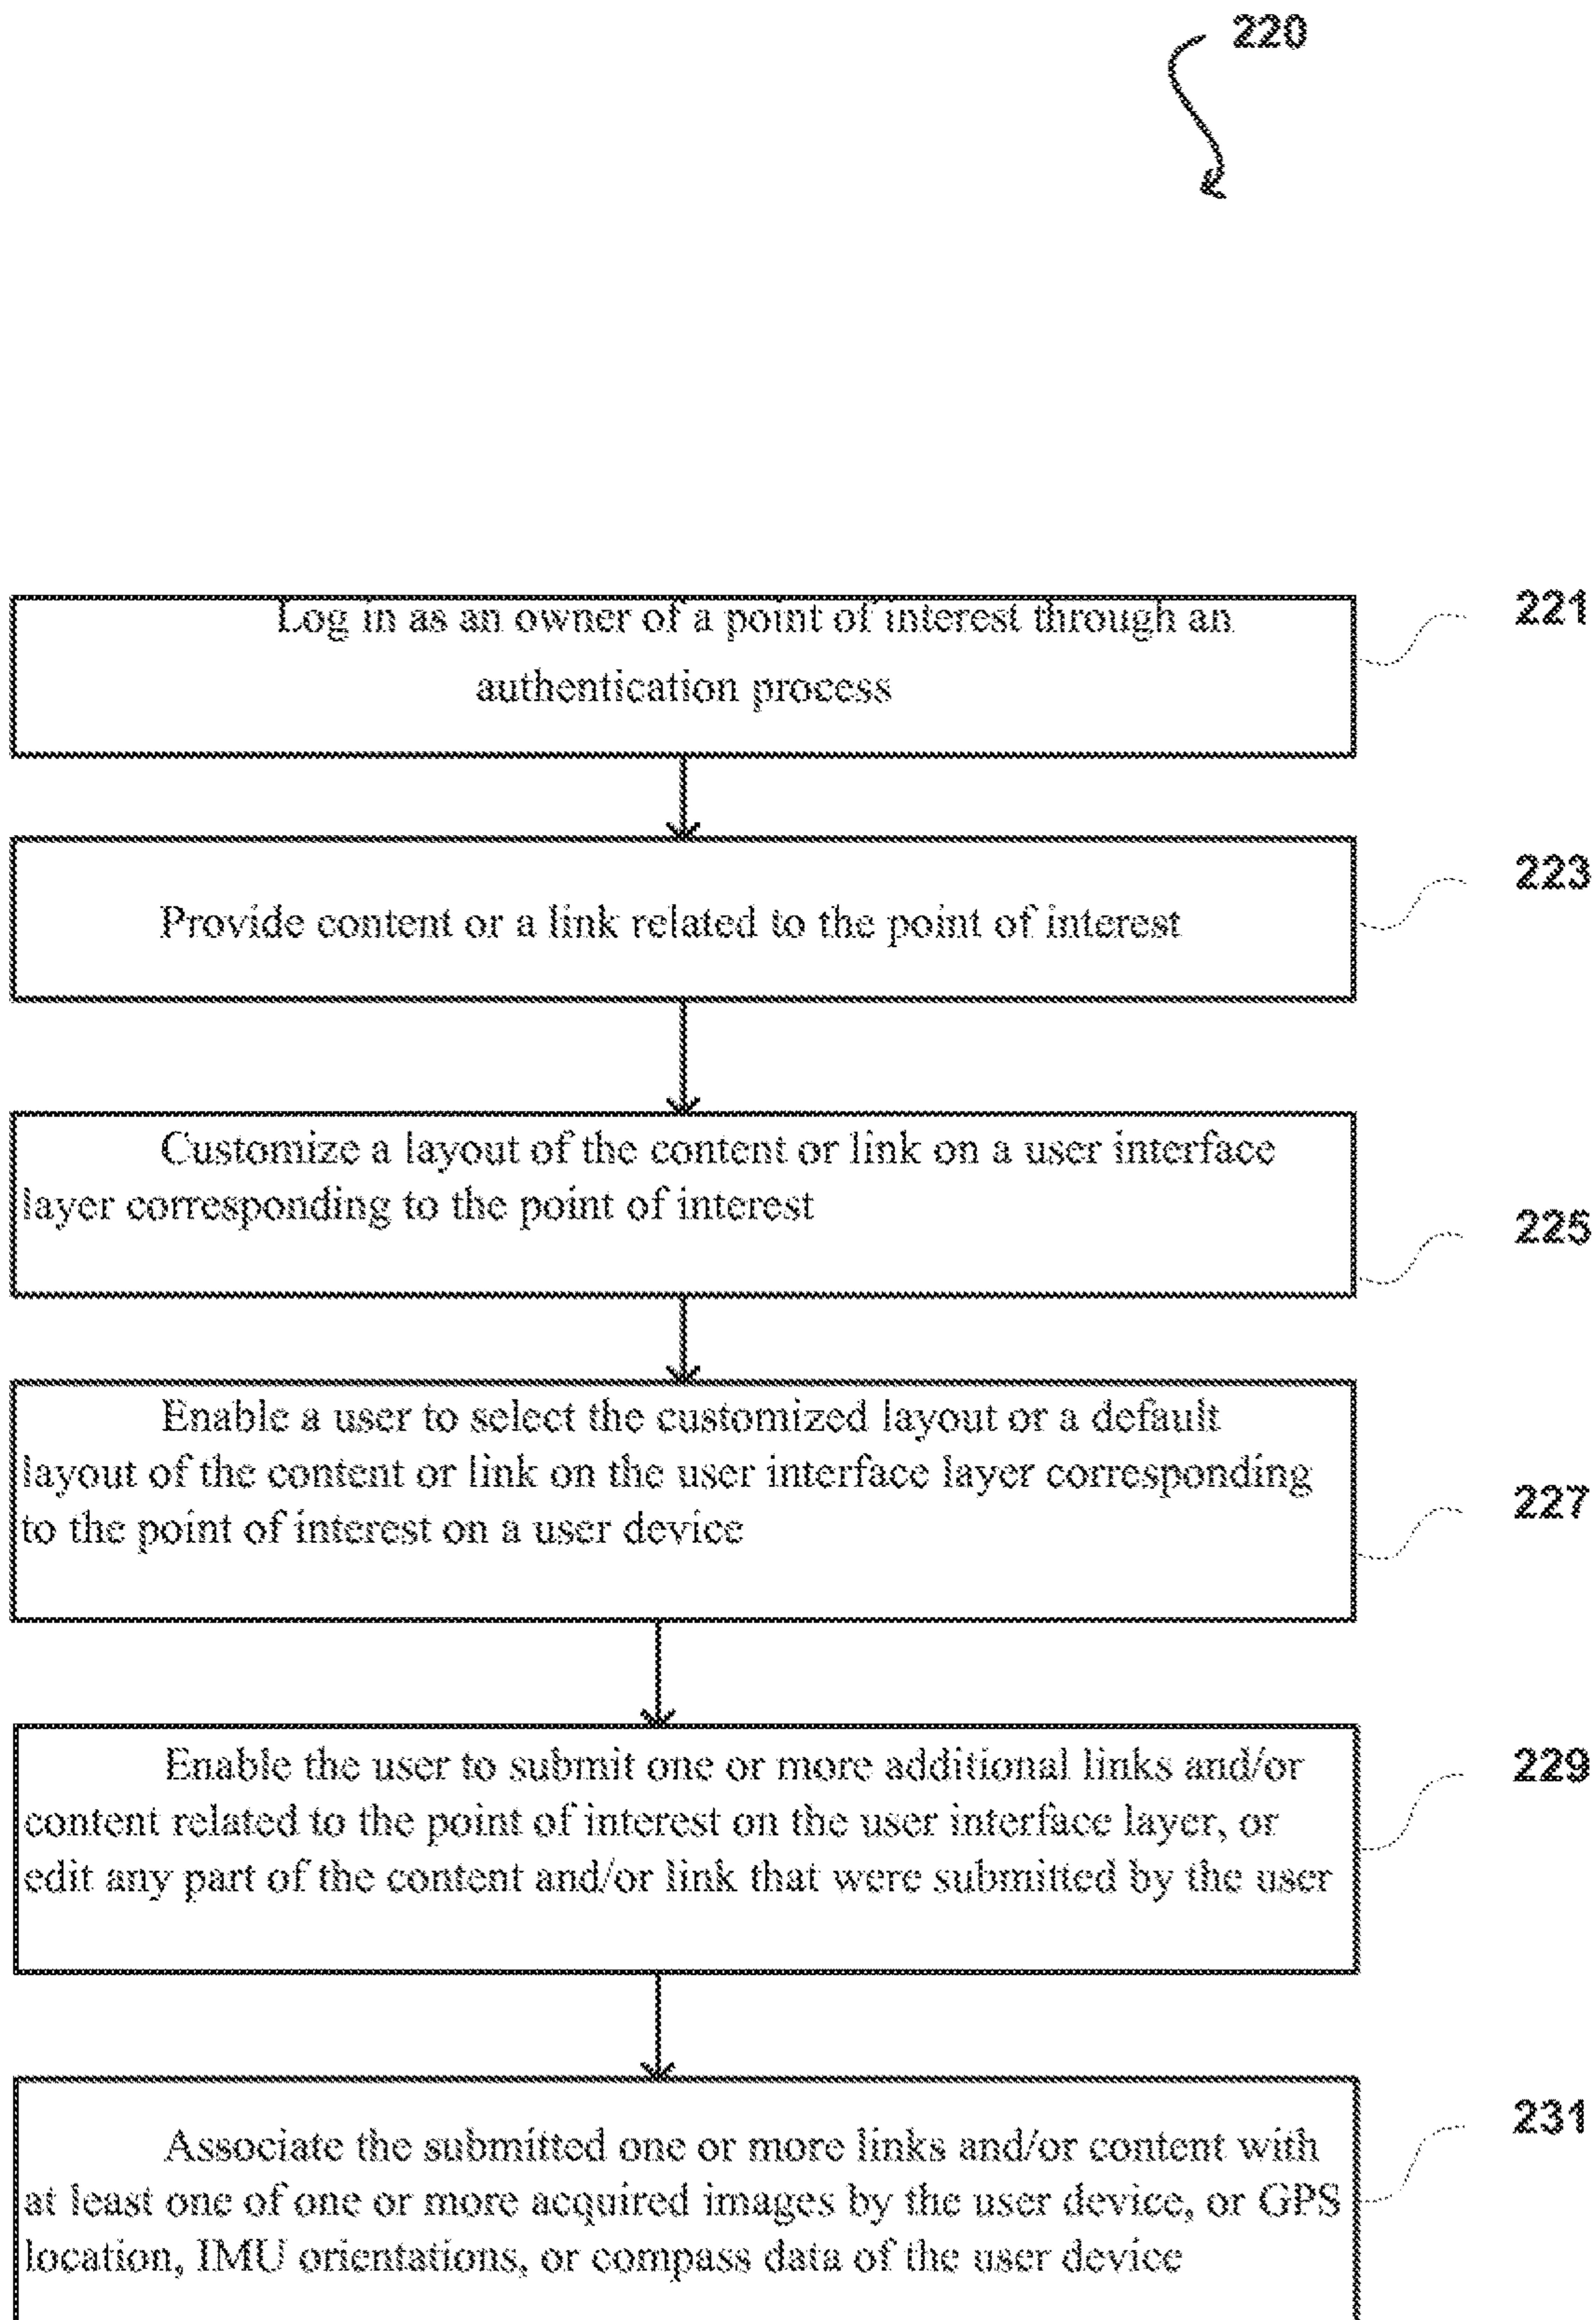 220
Log in as an owner of a point of interest through an
authentication process
221
Provide content or a link related to the point of interest
223
Customize a layout of the content or link on a user interface
layer corresponding to the point of interest
225
Enable a user to select the customized layout or a default
layout of the content or link on the user interface layer corresponding
to the point of interest on a user device
227
Enable the user to submit one or more additional links and/or
content related to the point of interest on the user interface layer, or
edit any part of the content and/or link that were submitted by the user
229
Associate the submitted one or more links and/or content with
at least one of one or more acquired images by the user device, or GPS
location, IMU orientations, or compass data of the user device
231